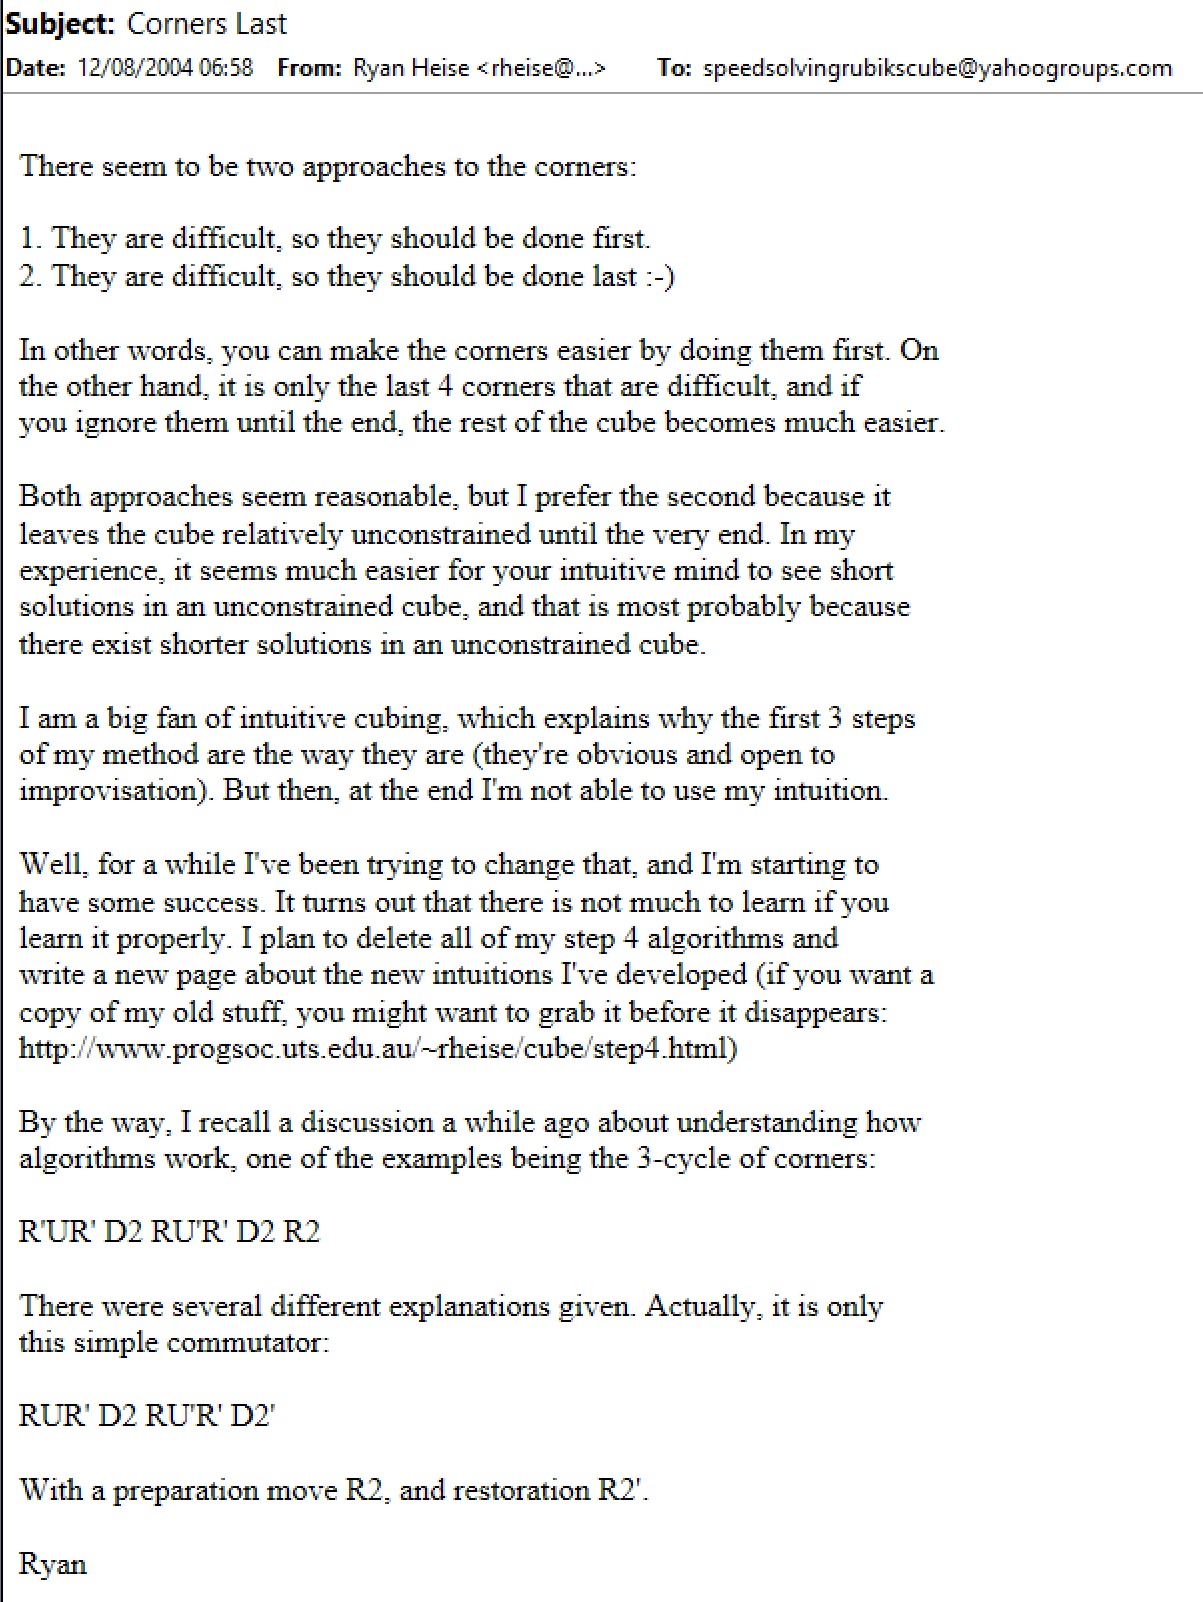 Subject: Corners Last
Date: 12/08/2004 06:58 From: Ryan Heise <rheise@...> To: speedsolvingrubikscube@yahoogroups.com
There seem to be two approaches to the corners:
1. They are difficult, so they should be done first.
2. They are difficult, so they should be done last :-)
In other words, you can make the corners easier by doing them first. On
the other hand, it is only the last 4 corners that are difficult, and if
you ignore them until the end, the rest of the cube becomes much easier.
Both approaches seem reasonable, but I prefer the second because it
leaves the cube relatively unconstrained until the very end. In my
experience, it seems much easier for your intuitive mind to see short
solutions in an unconstrained cube, and that is most probably because
there exist shorter solutions in an unconstrained cube.
I am a big fan of intuitive cubing, which explains why the first 3 steps
of my method are the way they are (they're obvious and open to
improvisation). But then, at the end I'm not able to use my intuition.
Well, for a while I've been trying to change that, and I'm starting to
have some success. It turns out that there is not much to learn if you
learn it properly. I plan to delete all of my step 4 algorithms and
write a new page about the new intuitions I've developed (if you want a
copy of my old stuff, you might want to grab it before it disappears:
http://www.progsoc.uts.edu.au/~rheise/cube/step4.html)
By the way, I recall a discussion a while ago about understanding how
algorithms work, one of the examples being the 3-cycle of corners:
R'UR' D2 RU'R' D2 R2
There were several different explanations given. Actually, it is only
this simple commutator:
RUR' D2 RU'R' D2'
With a preparation move R2, and restoration R2'.
Ryan